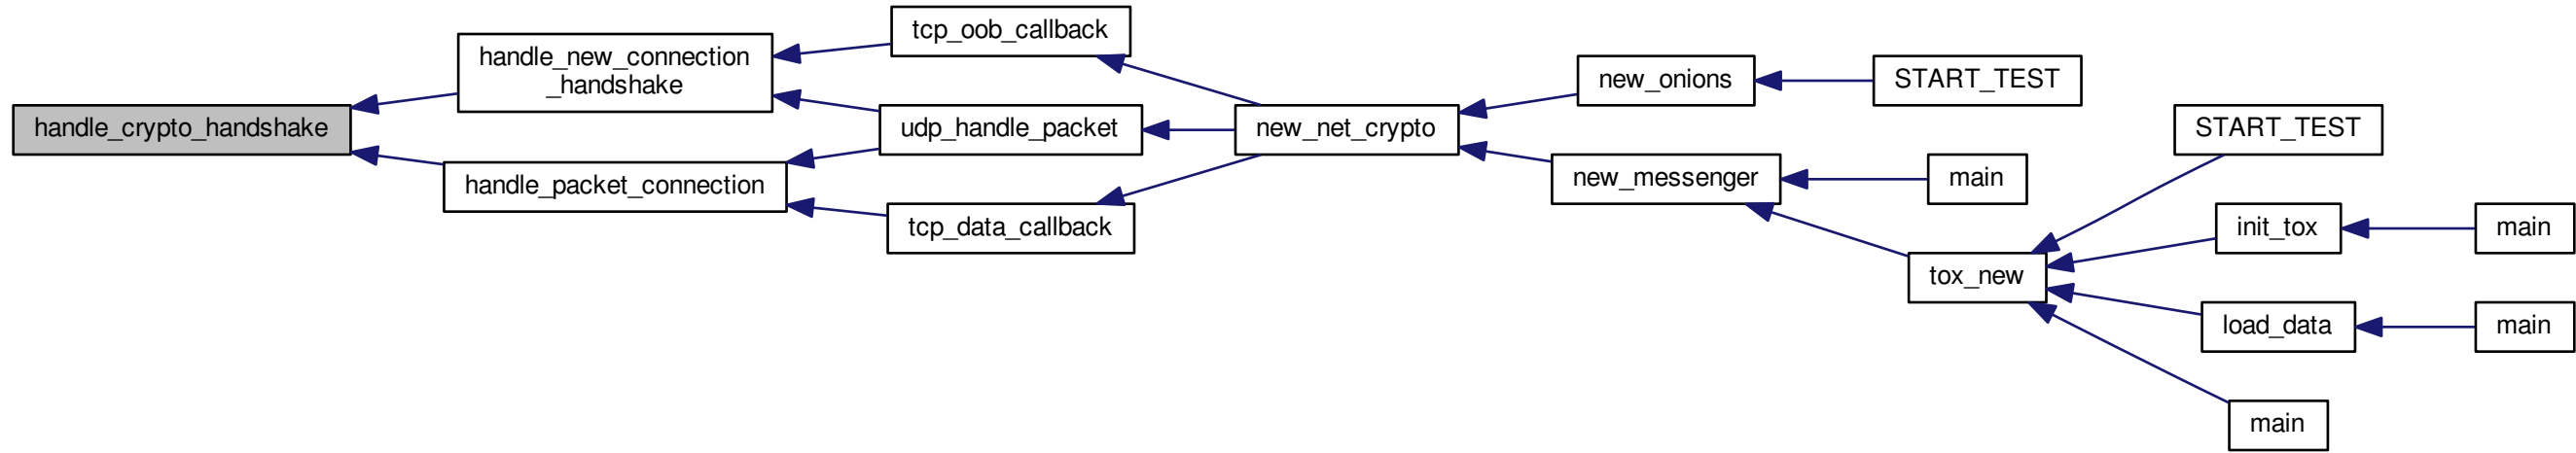 handle_crypto_handshake
handle_new_connection
_handshake
handle_packet_connection
tcp_oob_callback
udp_handle_packet
tcp_data_callback
new_net_crypto
new_onions
START_TEST
new_messenger
main
tox_new
START_TEST
init_tox
main
load_data
main
main